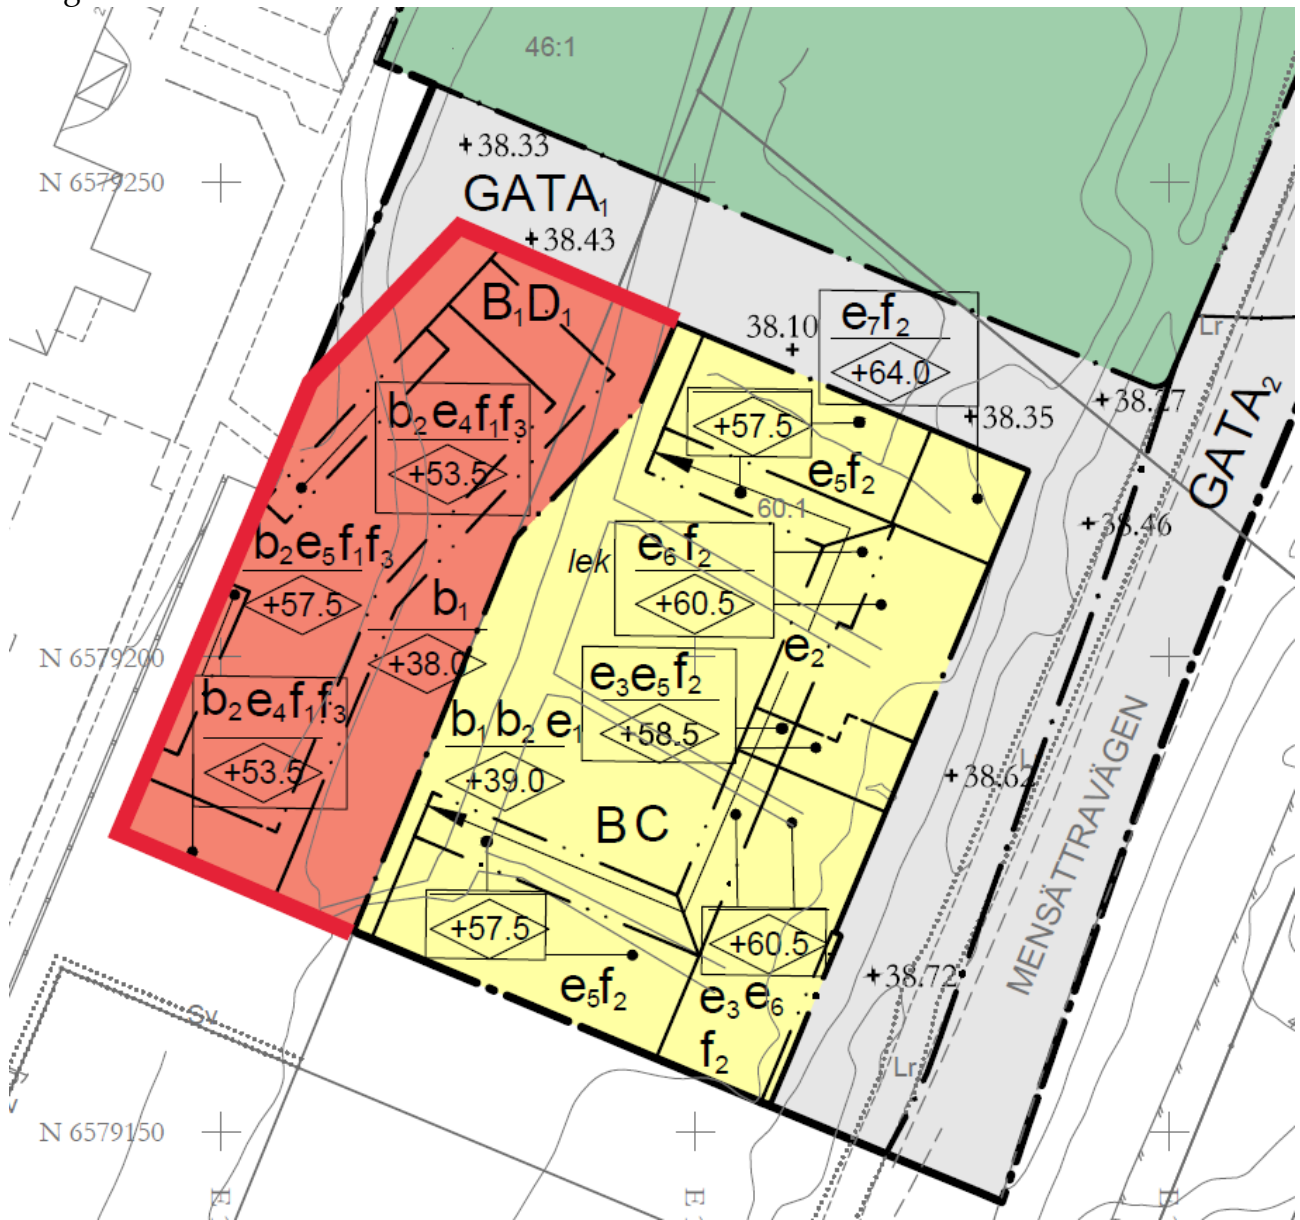 46:1
+38.33
N 6579250
GATA₁
+38.43
B₁D₁
38.10
+
e₇f₂
+64.0
Lr
+38.27
GATA₂
+38.35
b₂e₄f₁f₃
+53.5
+57.5
e₅f₂
60:1
+38.46
b₂e₅f₁f₃
+57.5
lek
e₆f₂
+60.5
b₁
+38.0
N 6579200
e₂
b₂e₄f₁f₃
+53.5
e₃e₅f₂
+58.5
b₁b₂e₁
+39.0
BC
+38.62
MENSÄTTRAVÄGEN
+57.5
+60.5
e₅f₂
e₃e₆
f₂
+38.72
Sv
Lr
N 6579150
E
E
E